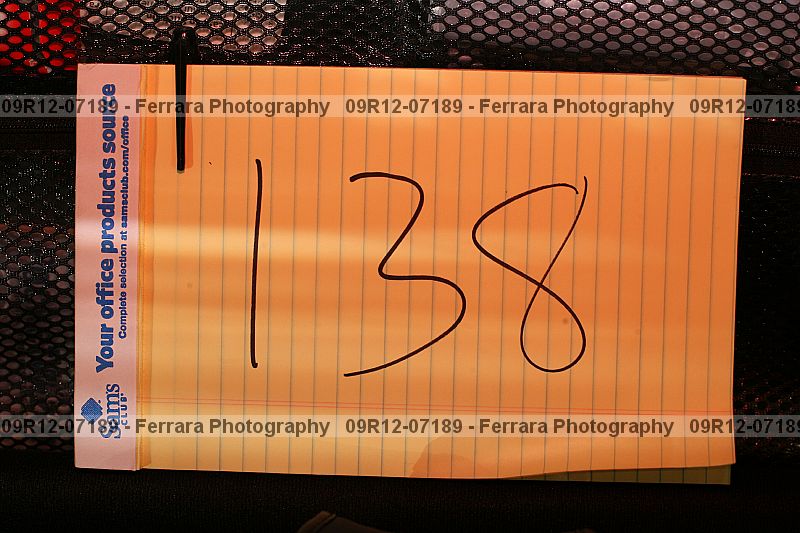 09R12-07189 - Ferrara Photography 09R12-07189 - Ferrara Photography 09R12-07189
Your office products source
Complete selection at samsclub.com/office
Sam's
CLUB
138
09R12-07189 - Ferrara Photography 09R12-07189 - Ferrara Photography 09R12-07189